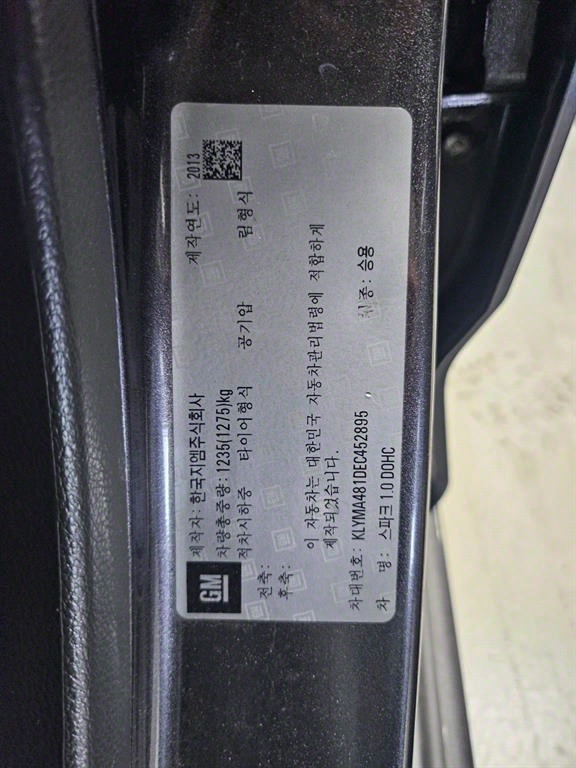 GM
제작자: 한국지엠주식회사 제작연도: 2013
차량총중량: 1235(1275)kg
적차시하중 타이어형식 공기압 림형식
전축:
후축:
이 자동차는 대한민국 자동차관리법령에 적합하게
제작되었습니다.
차대번호: KLYMA481DEC452895 차종: 승용
차 명: 스파크 1.0 DOHC